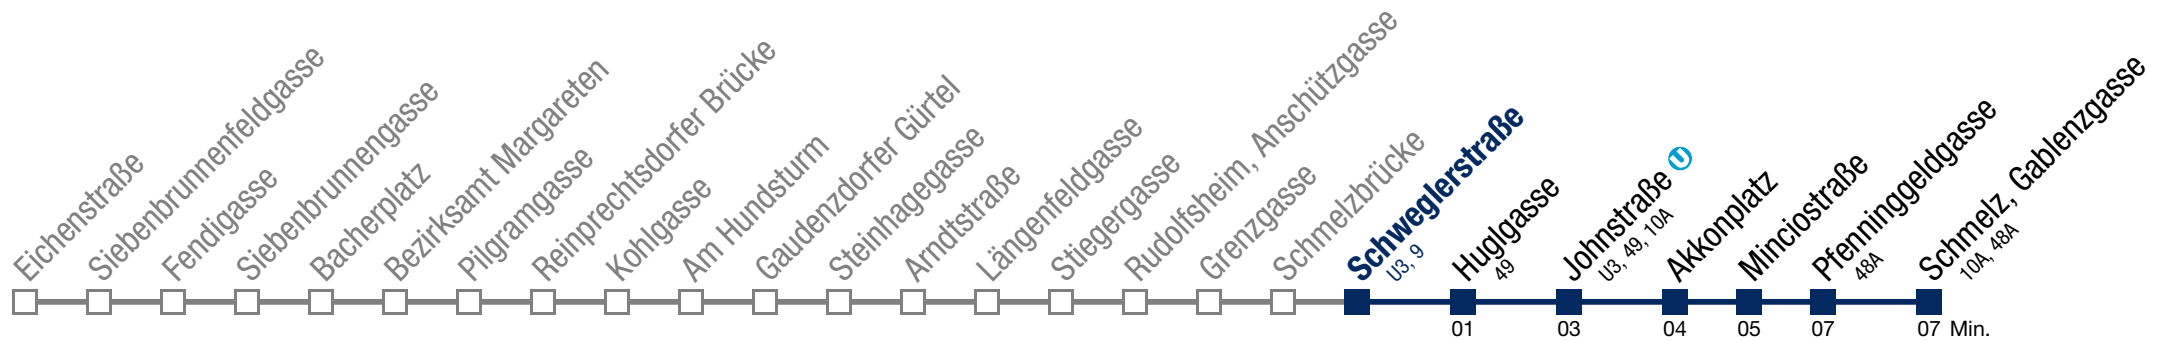 Eichenstraße
Siebenbrunnenfeldgasse
Fendigasse
Siebenbrunnengasse
Bacherplatz
Bezirksamt Margareten
Pilgramgasse
Reinprechtsdorfer Brücke
Kohlgasse
Am Hundsturm
Gaudenzdorfer Gürtel
Steinhagegasse
Arndtstraße
Längenfeldgasse
Stiegergasse
Rudolfsheim, Anschützgasse
Grenzgasse
Schmelzbrücke
Schweglerstraße
U3, 9
Huglgasse
49
Johnstraße U
U3, 49, 10A
Akkonplatz
Minciostraße
Pfenninggeldgasse
48A
Schmelz, Gablenzgasse
10A, 48A
01 03 04 05 07 07 Min.